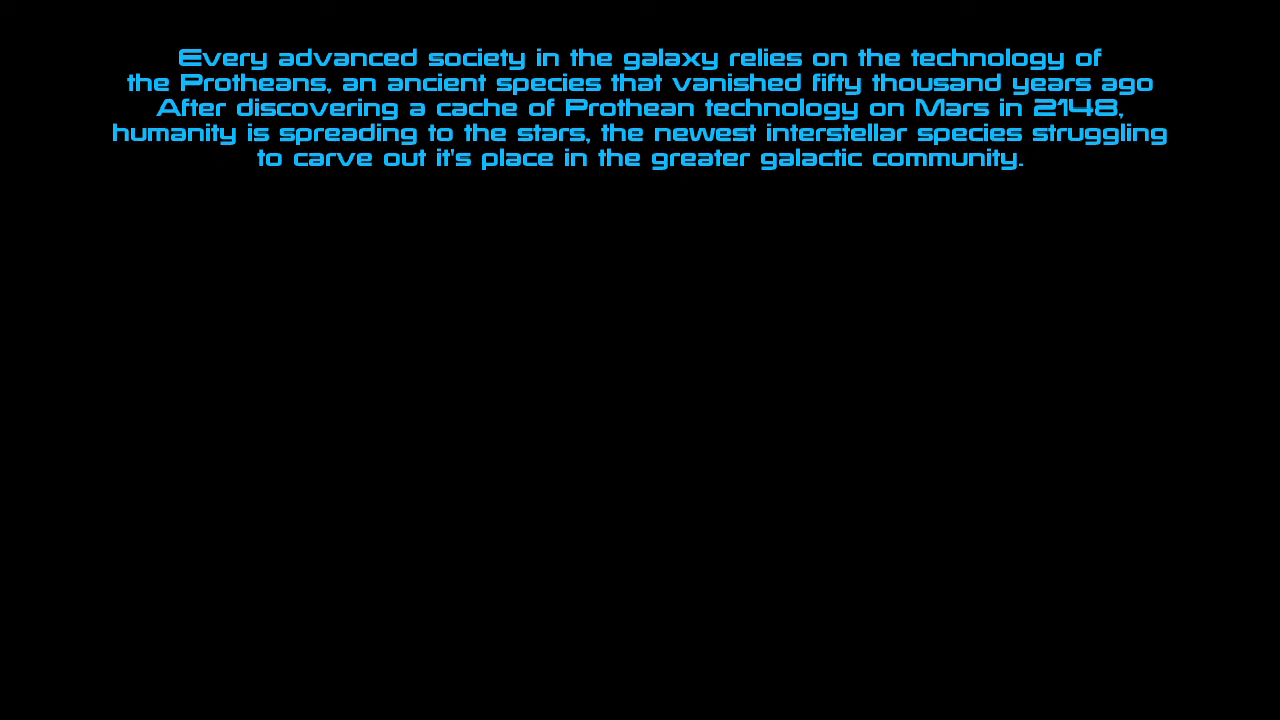 Every advanced society in the galaxy relies on the technology of
the Protheans, an ancient species that vanished fifty thousand years ago
After discovering a cache of Prothean technology on Mars in 2148,
humanity is spreading to the stars, the newest interstellar species struggling
to carve out it's place in the greater galactic community.